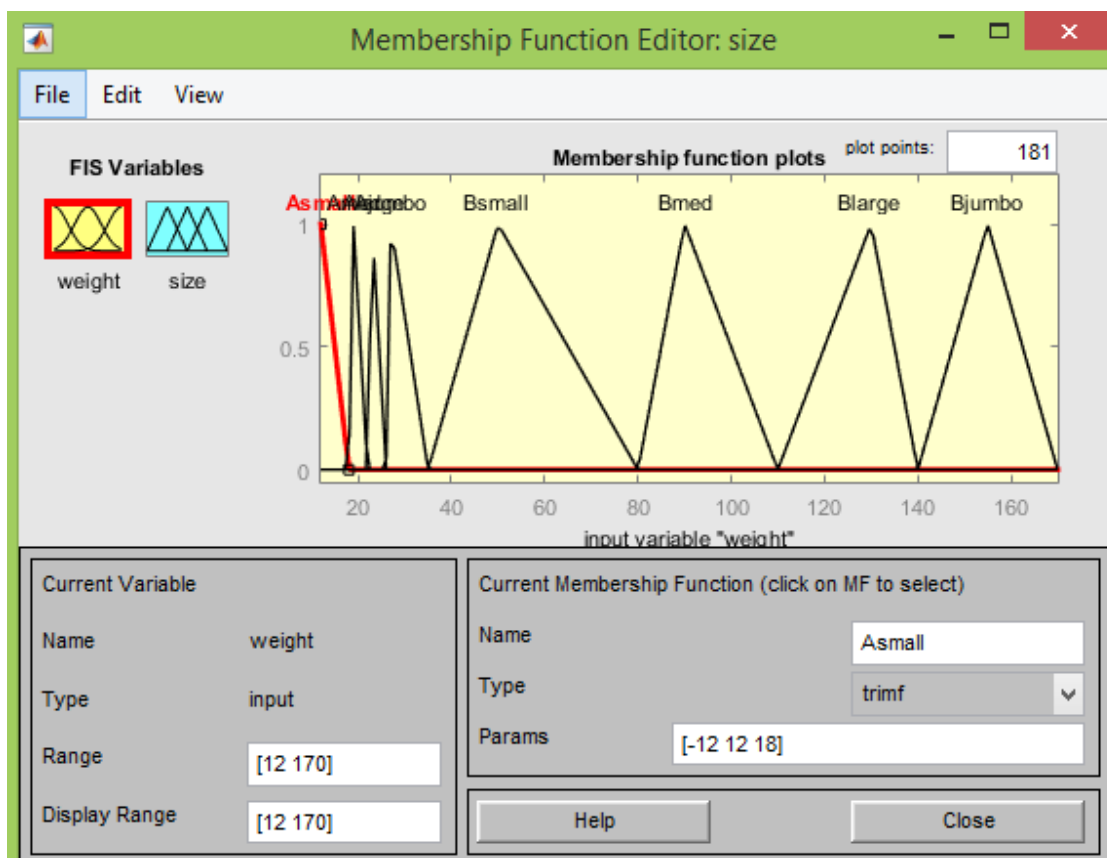 Membership Function Editor: size
File Edit View
FIS Variables
weight size
Membership function plots
plot points: 181
Bsmall Bmed Blarge Bjumbo
1
0.5
0
20 40 60 80 100 120 140 160
input variable "weight"
Current Variable
Name weight
Type input
Range [12 170]
Display Range [12 170]
Current Membership Function (click on MF to select)
Name Asmall
Type trimf
Params [-12 12 18]
Help Close